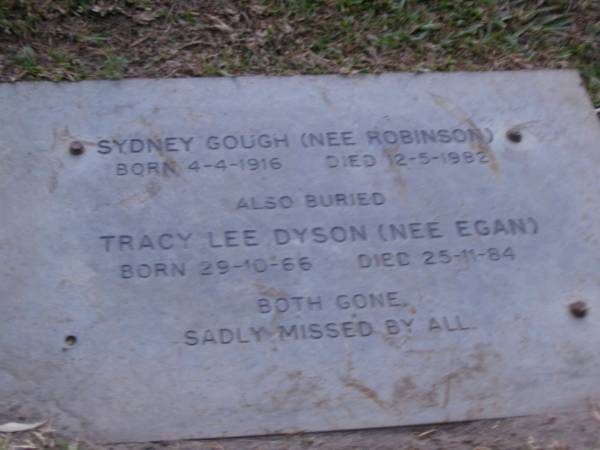 SYDNEY GOUGH (NEE ROBINSON)
BORN 4-4-1916 DIED 12-5-1982
ALSO BURIED
TRACY LEE DYSON (NEE EGAN)
BORN 29-10-66 DIED 25-11-84
BOTH GONE,
SADLY MISSED BY ALL.